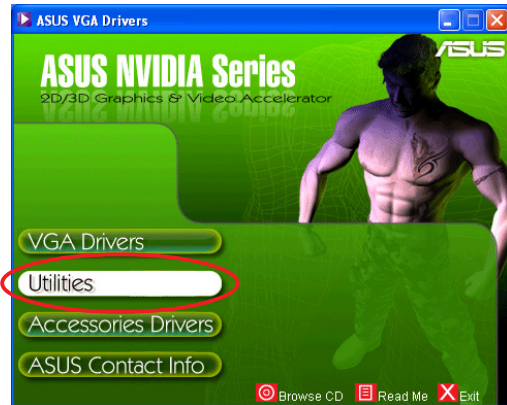 ASUS VGA Drivers
ASUS
ASUS NVIDIA Series
2D/3D Graphics & Video Accelerator
VGA Drivers
Utilities
Accessories Drivers
ASUS Contact Info
Browse CD Read Me X Exit